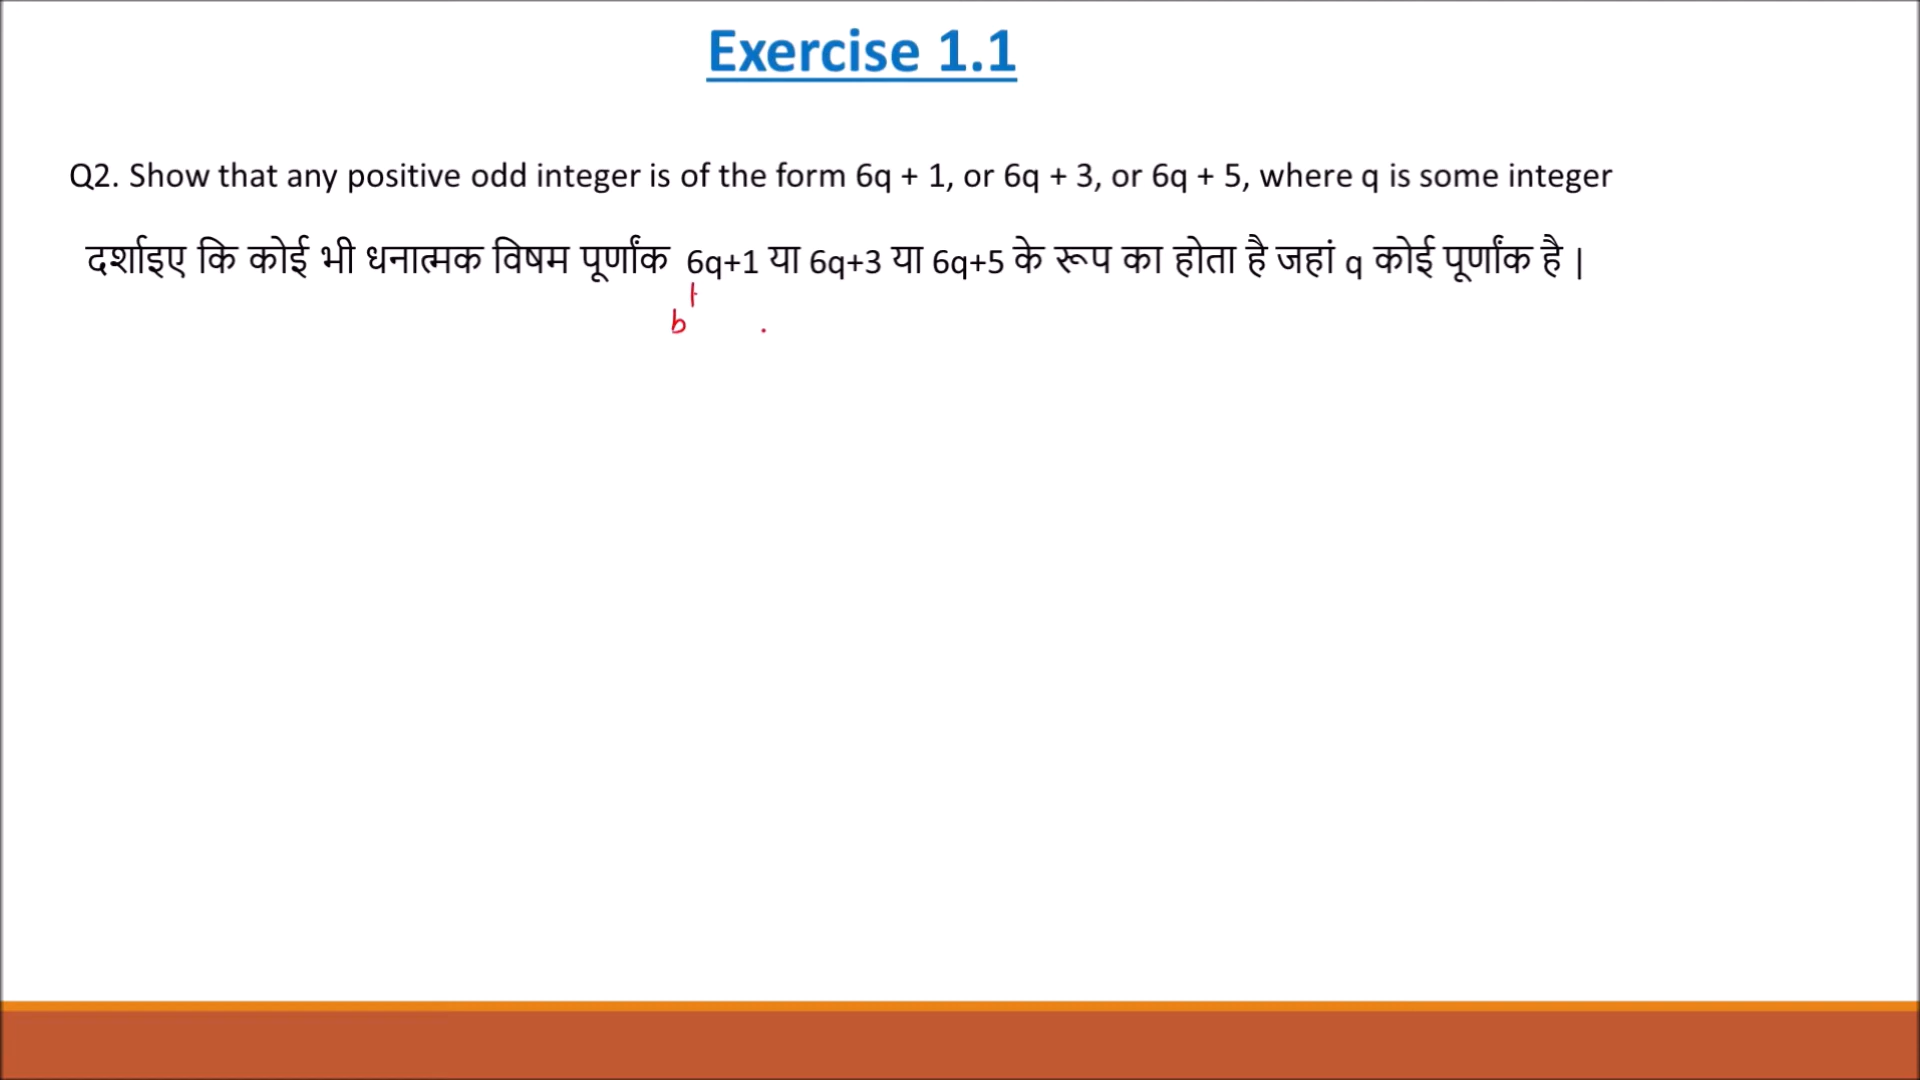 Exercise 1.1
Q2. Show that any positive odd integer is of the form 6q + 1, or 6q + 3, or 6q + 5, where q is some integer
दर्शाइए कि कोई भी धनात्मक विषम पूर्णांक 6q+1 या 6q+3 या 6q+5 के रूप का होता है जहां q कोई पूर्णांक है |
b